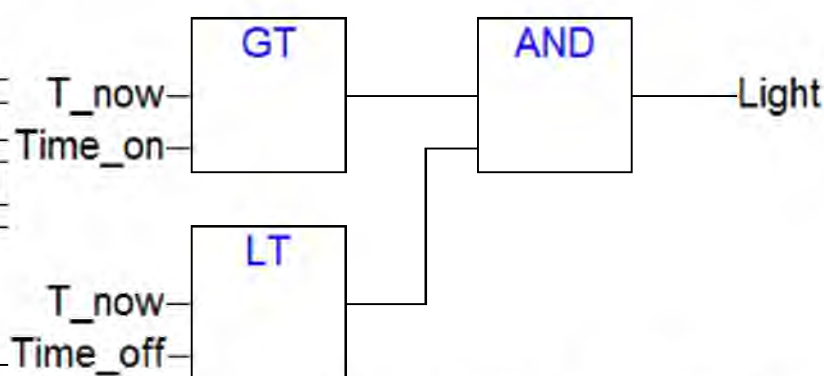 GT
AND
T_now
Light
Time_on
LT
T_now
Time_off